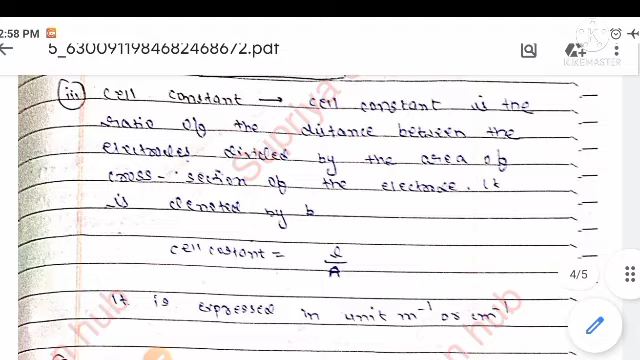 2:58 PM
5_6300911984682468672.pdf
KINEMASTER
iii) Cell constant → Cell constant is the
ratio of the distance between the
electrodes divided by the area of
cross-section of the electrode. It
is denoted by b
Cell constant = l/A
4/5
It is expressed in unit m⁻¹ or cm⁻¹
Supriya
n hub